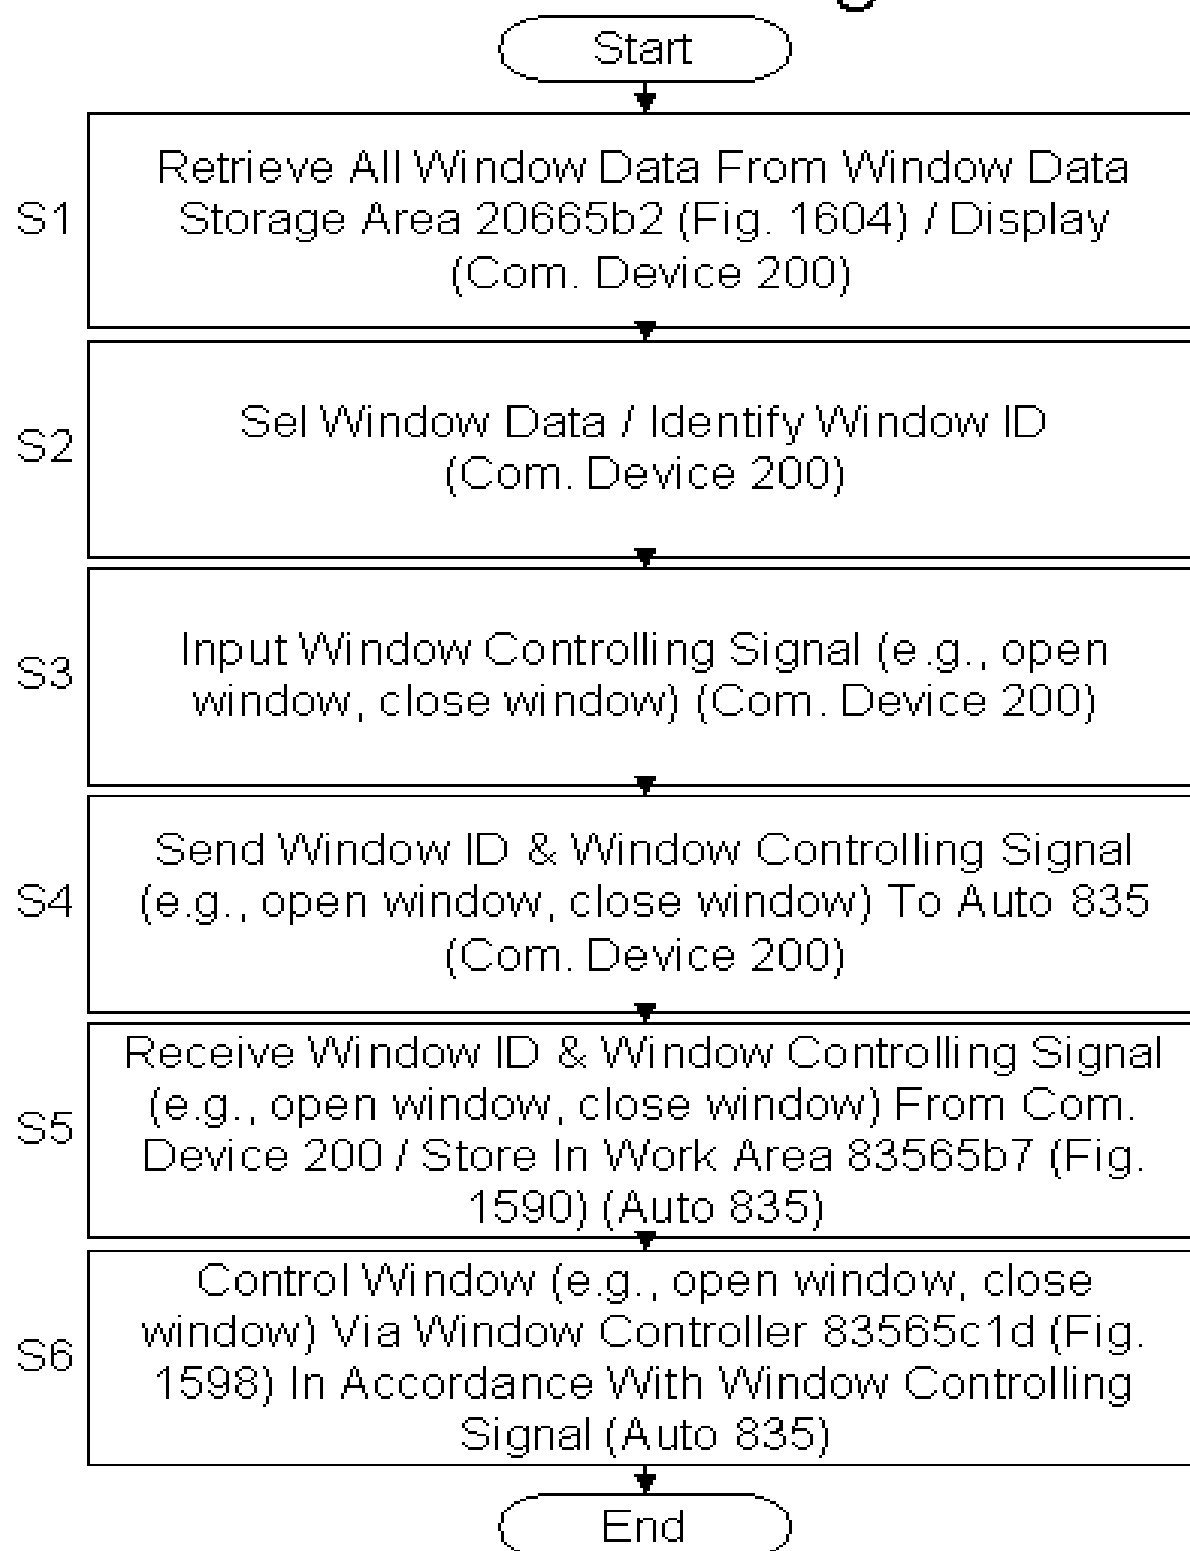 Start
S1
Retrieve All Window Data From Window Data
Storage Area 20665b2 (Fig. 1604) / Display
(Com. Device 200)
S2
Sel Window Data / Identify Window ID
(Com. Device 200)
S3
Input Window Controlling Signal (e.g., open
window, close window) (Com. Device 200)
S4
Send Window ID & Window Controlling Signal
(e.g., open window, close window) To Auto 835
(Com. Device 200)
S5
Receive Window ID & Window Controlling Signal
(e.g., open window, close window) From Com.
Device 200 / Store In Work Area 83565b7 (Fig.
1590) (Auto 835)
S6
Control Window (e.g., open window, close
window) Via Window Controller 83565c1d (Fig.
1598) In Accordance With Window Controlling
Signal (Auto 835)
End